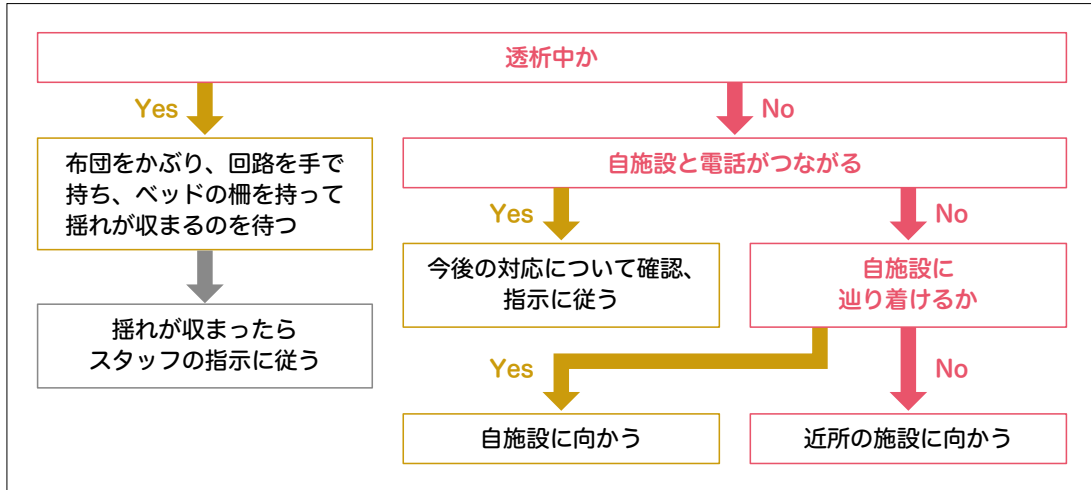 透析中か
Yes
No
布団をかぶり、回路を手で
持ち、ベッドの柵を持って
揺れが収まるのを待つ
自施設と電話がつながる
Yes
No
揺れが収まったら
スタッフの指示に従う
今後の対応について確認、
指示に従う
自施設に
辿り着けるか
Yes
No
自施設に向かう
近所の施設に向かう